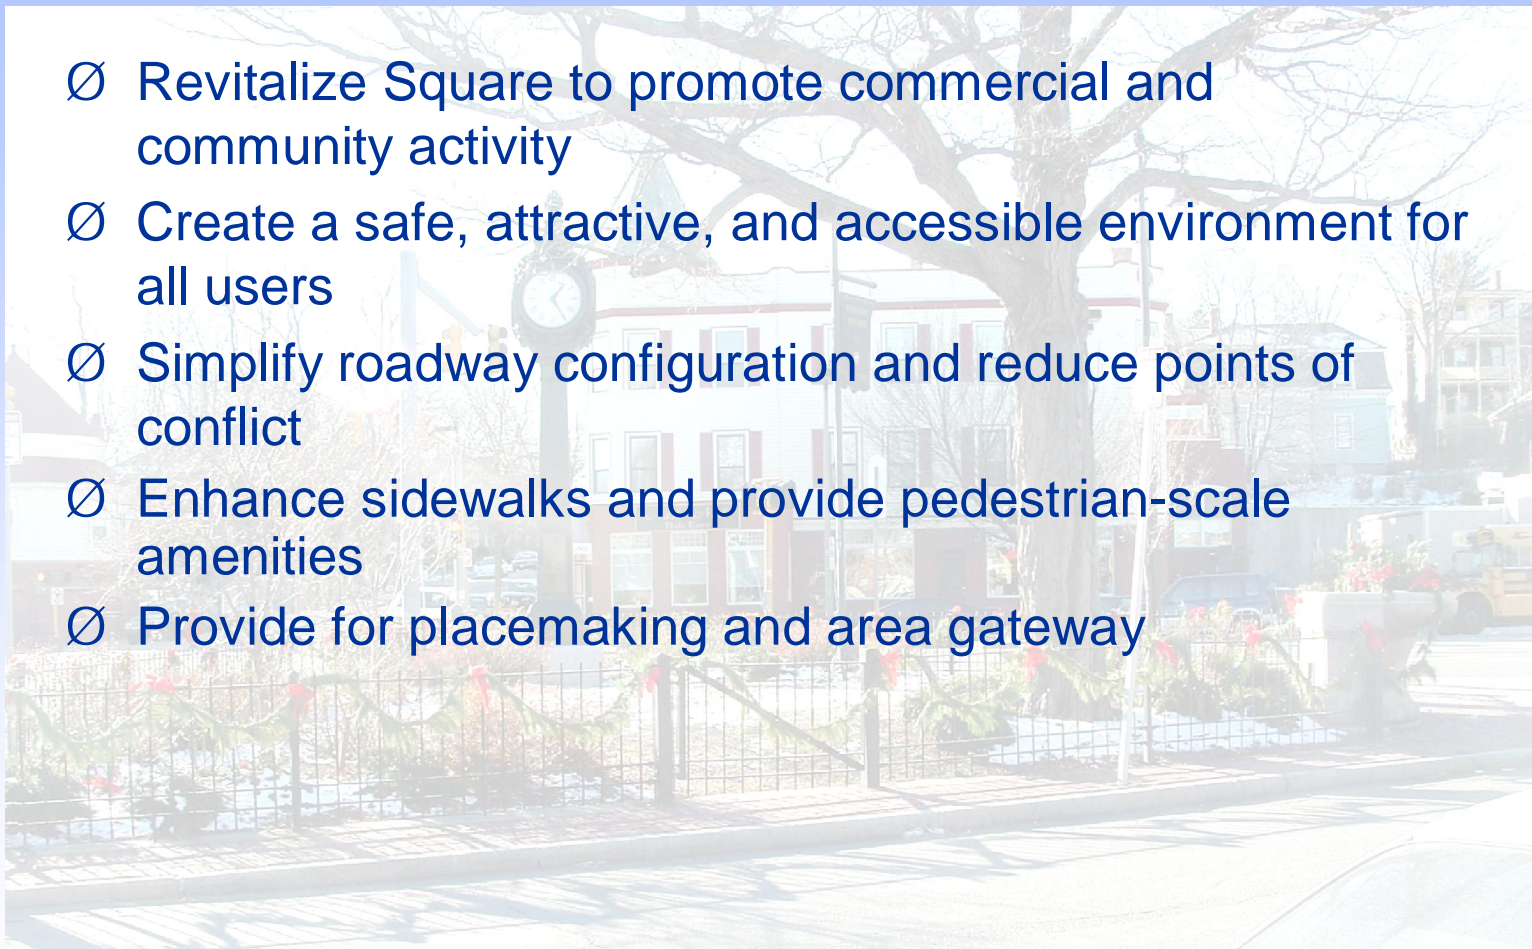 Ø Revitalize Square to promote commercial and
community activity
Ø Create a safe, attractive, and accessible environment for
all users
Ø Simplify roadway configuration and reduce points of
conflict
Ø Enhance sidewalks and provide pedestrian-scale
amenities
Ø Provide for placemaking and area gateway